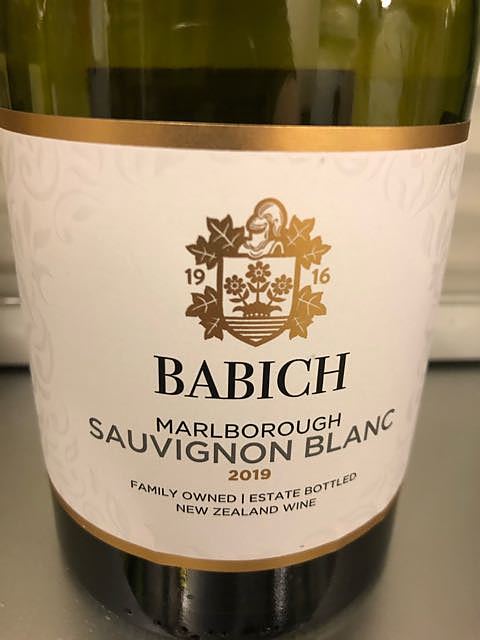 19 16
BABICH
MARLBOROUGH
SAUVIGNON BLANC
2019
FAMILY OWNED | ESTATE BOTTLED
NEW ZEALAND WINE